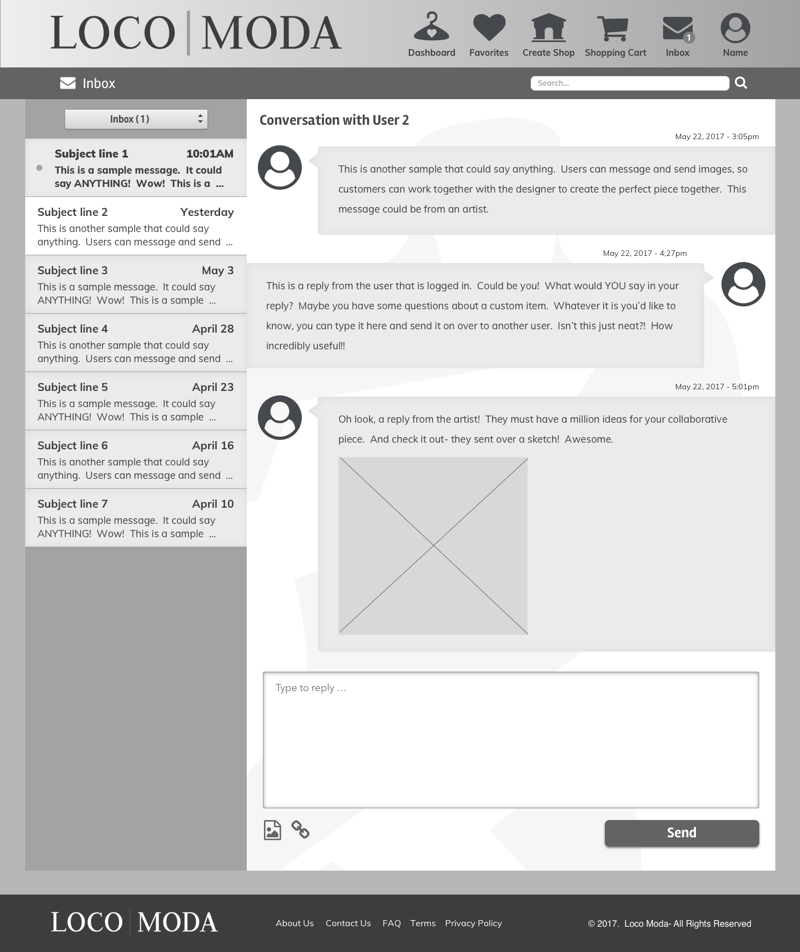 LOCO MODA
Dashboard
Favorites
Create Shop
Shopping Cart
Inbox
1
Name
Inbox
Search...
Inbox (1)
Subject line 1 10:01AM
This is a sample message. It could
say ANYTHING! Wow! This is a ...
Subject line 2 Yesterday
This is another sample that could say
anything. Users can message and send ...
Subject line 3 May 3
This is a sample message. It could say
ANYTHING! Wow! This is a sample ...
Subject line 4 April 28
This is another sample that could say
anything. Users can message and send ...
Subject line 5 April 23
This is a sample message. It could say
ANYTHING! Wow! This is a sample ...
Subject line 6 April 16
This is another sample that could say
anything. Users can message and send ...
Subject line 7 April 10
This is a sample message. It could say
ANYTHING! Wow! This is a sample ...
Conversation with User 2
May 22, 2017 - 3:05pm
This is another sample that could say anything. Users can message and send images, so
customers can work together with the designer to create the perfect piece together. This
message could be from an artist.
May 22, 2017 - 4;27pm
This is a reply from the user that is logged in. Could be you! What would YOU say in your
reply? Maybe you have some questions about a custom item. Whatever it is you'd like to
know, you can type it here and send it on over to another user. Isn't this just neat?! How
incredibly useful!!
May 22, 2017 - 5:01pm
Oh look, a reply from the artist! They must have a million ideas for your collaborative
piece. And check it out- they sent over a sketch! Awesome.
Type to reply ...
Send
LOCO MODA
About Us Contact Us FAQ Terms Privacy Policy
© 2017. Loco Moda- All Rights Reserved